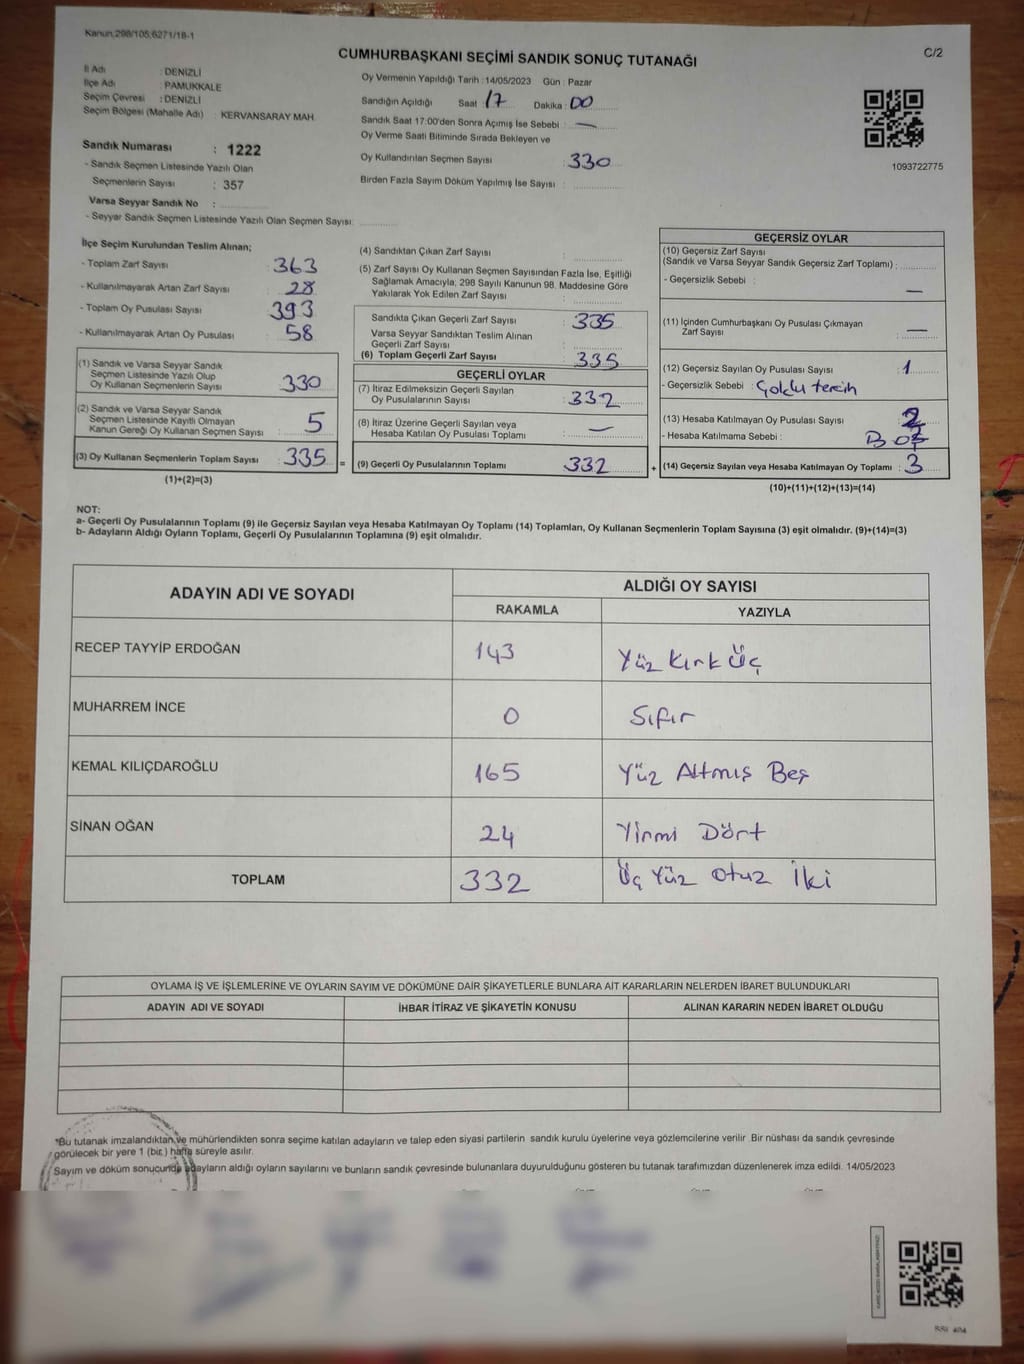 Kanun;298/105;6271/18-1
CUMHURBAŞKANI SEÇİMİ SANDIK SONUÇ TUTANAĞI
C/2
İl Adı : DENİZLİ
İlçe Adı : PAMUKKALE
Seçim Çevresi : DENİZLİ
Seçim Bölgesi (Mahalle Adı) : KERVANSARAY MAH.
Sandık Numarası : 1222
- Sandık Seçmen Listesinde Yazılı Olan
Seçmenlerin Sayısı : 357
Varsa Seyyar Sandık No :
- Seyyar Sandık Seçmen Listesinde Yazılı Olan Seçmen Sayısı:
Oy Vermenin Yapıldığı Tarih :14/05/2023 Gün : Pazar
Sandığın Açıldığı Saat 17 Dakika : 00
Sandık Saat 17:00'den Sonra Açımış İse Sebebi : —
Oy Verme Saati Bitiminde Sırada Bekleyen ve
Oy Kullandırılan Seçmen Sayısı : 330
Birden Fazla Sayım Döküm Yapılmış İse Sayısı :
1093722775
İlçe Seçim Kurulundan Teslim Alınan;
- Toplam Zarf Sayısı : 363
- Kullanılmayarak Artan Zarf Sayısı : 28
- Toplam Oy Pusulası Sayısı : 393
- Kullanılmayarak Artan Oy Pusulası : 58
(1) Sandık ve Varsa Seyyar Sandık
Seçmen Listesinde Yazılı Olup
Oy Kullanan Seçmenlerin Sayısı : 330
(2) Sandık ve Varsa Seyyar Sandık
Seçmen Listesinde Kayıtlı Olmayan
Kanun Gereği Oy Kullanan Seçmen Sayısı : 5
(3) Oy Kullanan Seçmenlerin Toplam Sayısı : 335
(1)+(2)=(3)
(4) Sandıktan Çıkan Zarf Sayısı :
(5) Zarf Sayısı Oy Kullanan Seçmen Sayısından Fazla İse, Eşitliği
Sağlamak Amacıyla; 298 Sayılı Kanunun 98. Maddesine Göre
Yakılarak Yok Edilen Zarf Sayısı :
Sandıkta Çıkan Geçerli Zarf Sayısı : 335
Varsa Seyyar Sandıktan Teslim Alınan
Geçerli Zarf Sayısı :
(6) Toplam Geçerli Zarf Sayısı : 335
GEÇERLİ OYLAR
(7) İtiraz Edilmeksizin Geçerli Sayılan
Oy Pusulalarının Sayısı : 332
(8) İtiraz Üzerine Geçerli Sayılan veya
Hesaba Katılan Oy Pusulası Toplamı : —
= (9) Geçerli Oy Pusulalarının Toplamı 332
GEÇERSİZ OYLAR
(10) Geçersiz Zarf Sayısı
(Sandık ve Varsa Seyyar Sandık Geçersiz Zarf Toplamı) :
- Geçersizlik Sebebi : —
(11) İçinden Cumhurbaşkanı Oy Pusulası Çıkmayan
Zarf Sayısı : —
(12) Geçersiz Sayılan Oy Pusulası Sayısı : 1
- Geçersizlik Sebebi : Çoklu tercih
(13) Hesaba Katılmayan Oy Pusulası Sayısı : 2
- Hesaba Katılmama Sebebi : Boş
+ (14) Geçersiz Sayılan veya Hesaba Katılmayan Oy Toplamı : 3
(10)+(11)+(12)+(13)=(14)
NOT:
a- Geçerli Oy Pusulalarının Toplamı (9) ile Geçersiz Sayılan veya Hesaba Katılmayan Oy Toplamı (14) Toplamları, Oy Kullanan Seçmenlerin Toplam Sayısına (3) eşit olmalıdır. (9)+(14)=(3)
b- Adayların Aldığı Oyların Toplamı, Geçerli Oy Pusulalarının Toplamına (9) eşit olmalıdır.
ADAYIN ADI VE SOYADI ALDIĞI OY SAYISI
RAKAMLA YAZIYLA
RECEP TAYYİP ERDOĞAN 143 Yüz Kırk Üç
MUHARREM İNCE 0 Sıfır
KEMAL KILIÇDAROĞLU 165 Yüz Altmış Beş
SİNAN OĞAN 24 Yirmi Dört
TOPLAM 332 Üç Yüz Otuz İki
OYLAMA İŞ VE İŞLEMLERİNE VE OYLARIN SAYIM VE DÖKÜMÜNE DAİR ŞİKAYETLERLE BUNLARA AİT KARARLARIN NELERDEN İBARET BULUNDUKLARI
ADAYIN ADI VE SOYADI İHBAR İTİRAZ VE ŞİKAYETİN KONUSU ALINAN KARARIN NEDEN İBARET OLDUĞU
*Bu tutanak imzalandıktan ve mühürlendikten sonra seçime katılan adayların ve talep eden siyasi partilerin sandık kurulu üyelerine veya gözlemcilerine verilir. Bir nüshası da sandık çevresinde
görülecek bir yere 1 (bir) hafta süreyle asılır.
Sayım ve döküm sonucunda adayların aldığı oyların sayılarını ve bunların sandık çevresinde bulunanlara duyurulduğunu gösteren bu tutanak tarafımızdan düzenlenerek imza edildi. 14/05/2023